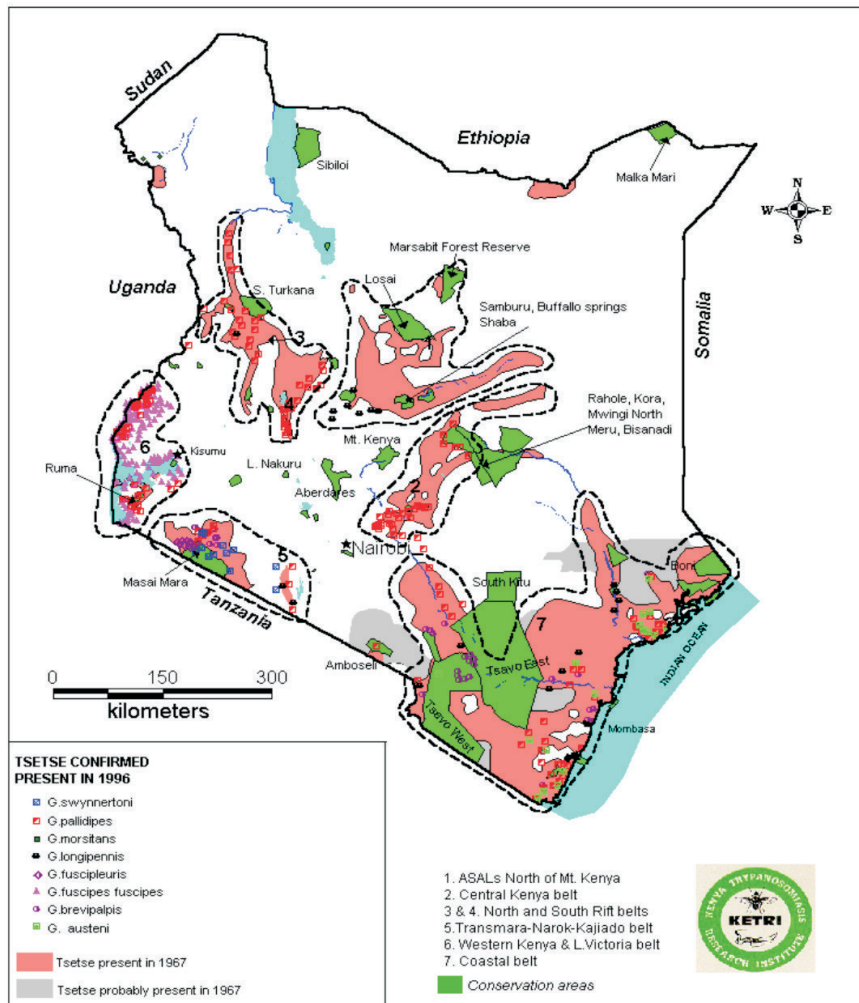 Sudan
Ethiopia
Sibiloi
Malka Mari
N
W E
S
Marsabit Forest Reserve
Losai
Uganda
S. Turkana
Samburu, Buffallo springs
Shaba
Somalia
3
1
4
Rahole, Kora,
Mwingi North
Meru, Bisanadi
6
Kisumu
Mt. Kenya
L. Nakuru
Ruma
Aberdares
2
Nairobi
5
Masai Mara
Tanzania
South Kitu
Boni
7
Amboseli
Tsavo East
INDIAN OCEAN
Tsavo West
Mombasa
0 150 300
kilometers
TSETSE CONFIRMED
PRESENT IN 1996
G.swynnertoni
G.pallidipes
G.morsitans
G.longipennis
G.fuscipleuris
G.fuscipes fuscipes
G.brevipalpis
G. austeni
Tsetse present in 1967
Tsetse probably present in 1967
1. ASALs North of Mt. Kenya
2. Central Kenya belt
3 & 4. North and South Rift belts
5.Transmara-Narok-Kajiado belt
6. Western Kenya & L.Victoria belt
7. Coastal belt
Conservation areas
KENYA TRYPANOSOMIASIS
KETRI
RESEARCH INSTITUTE